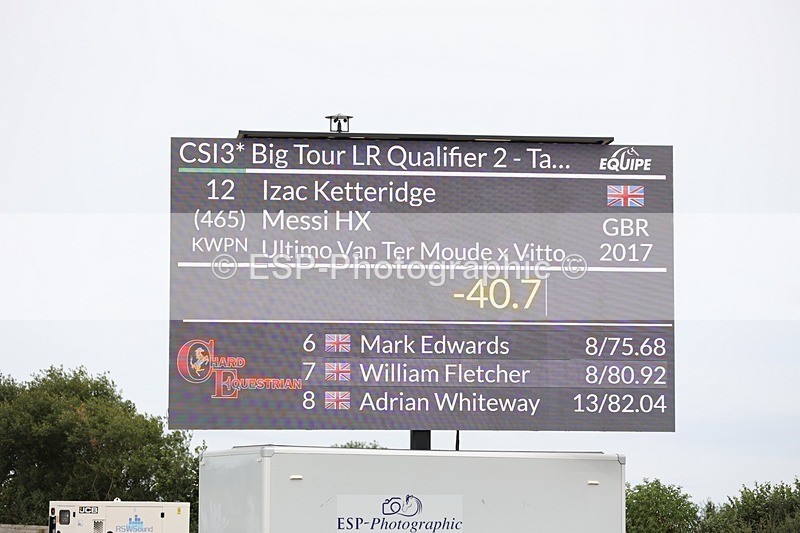 CSI3* Big Tour LR Qualifier 2 - Ta... EQUIPE
12 Izac Ketteridge
(465) Messi HX GBR
KWPN Ultimo Van Ter Moude x Vitto 2017
© ESP-Photographic ©
-40.7
6 Mark Edwards 8/75.68
7 William Fletcher 8/80.92
8 Adrian Whiteway 13/82.04
CHARD EQUESTRIAN
JCB
RSWSound
ESP-Photographic